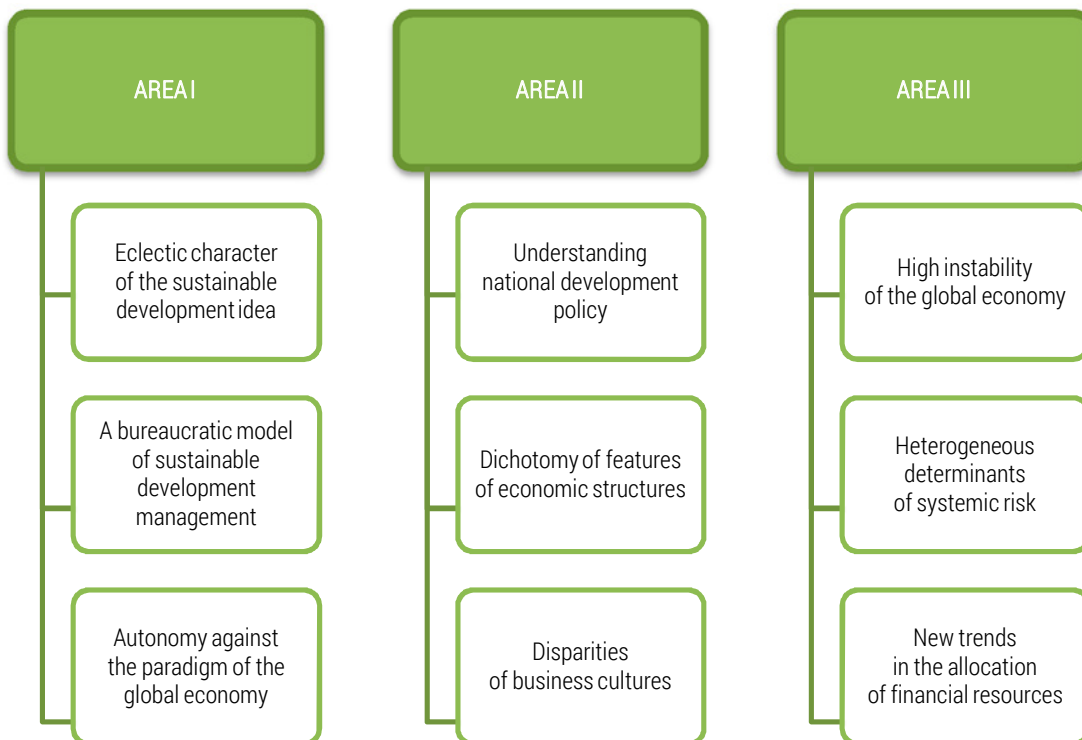 AREA I
Eclectic character
of the sustainable
development idea
A bureaucratic model
of sustainable
development
management
Autonomy against
the paradigm of the
global economy
AREA II
Understanding
national development
policy
Dichotomy of features
of economic structures
Disparities
of business cultures
AREA III
High instability
of the global economy
Heterogeneous
determinants
of systemic risk
New trends
in the allocation
of financial resources